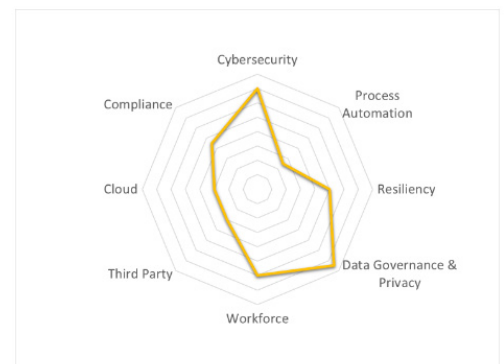 Cybersecurity
Process
Automation
Compliance
Cloud
Resiliency
Data Governance &
Privacy
Third Party
Workforce